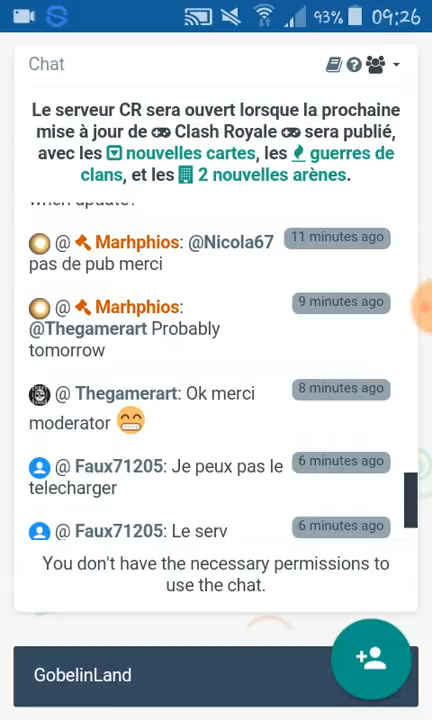 93% 09:26
Chat
Le serveur CR sera ouvert lorsque la prochaine
mise à jour de Clash Royale sera publié,
avec les nouvelles cartes, les guerres de
clans, et les 2 nouvelles arènes.
when update?
@ Marhphios: @Nicola67 11 minutes ago
pas de pub merci
@ Marhphios: 9 minutes ago
@Thegamerart Probably
tomorrow
@ Thegamerart: Ok merci 8 minutes ago
moderator
@ Faux71205: Je peux pas le 6 minutes ago
telecharger
@ Faux71205: Le serv 6 minutes ago
You don't have the necessary permissions to
use the chat.
GobelinLand